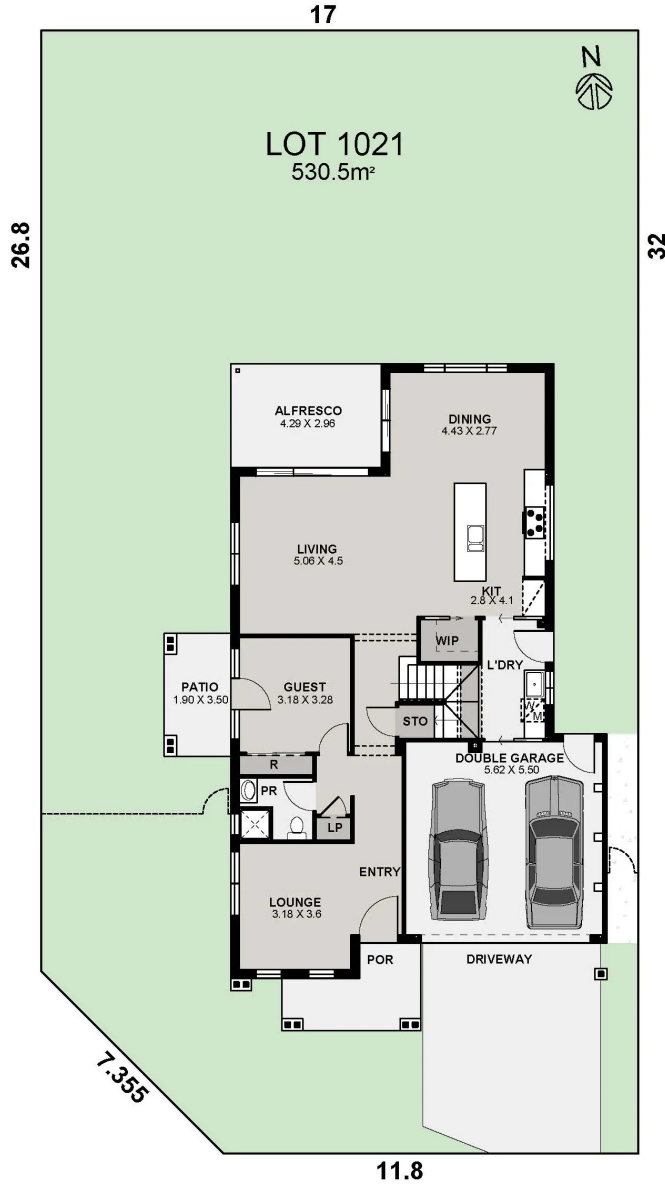 17
N
LOT 1021
530.5m²
26.8
32
ALFRESCO
4.29 X 2.96
DINING
4.43 X 2.77
LIVING
5.06 X 4.5
KIT
2.8 X 4.1
WIP
L'DRY
PATIO
1.90 X 3.50
GUEST
3.18 X 3.28
STO
W
M
R
DOUBLE GARAGE
5.62 X 5.50
PR
LP
ENTRY
LOUNGE
3.18 X 3.6
POR
DRIVEWAY
7.355
11.8